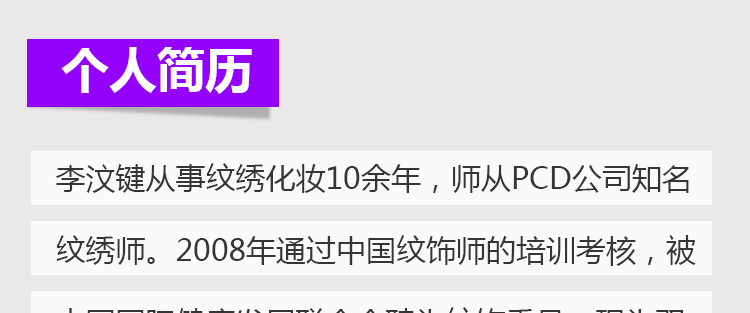 个人简历
李汶键从事纹绣化妆10余年，师从PCD公司知名
纹绣师。2008年通过中国纹饰师的培训考核，被